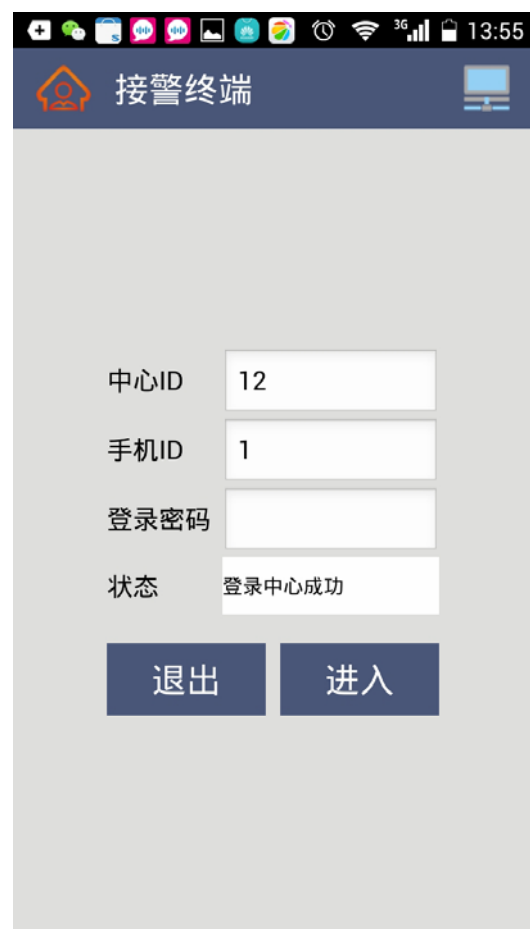 3G 13:55
接警终端
中心ID 12
手机ID 1
登录密码
状态 登录中心成功
退出 进入